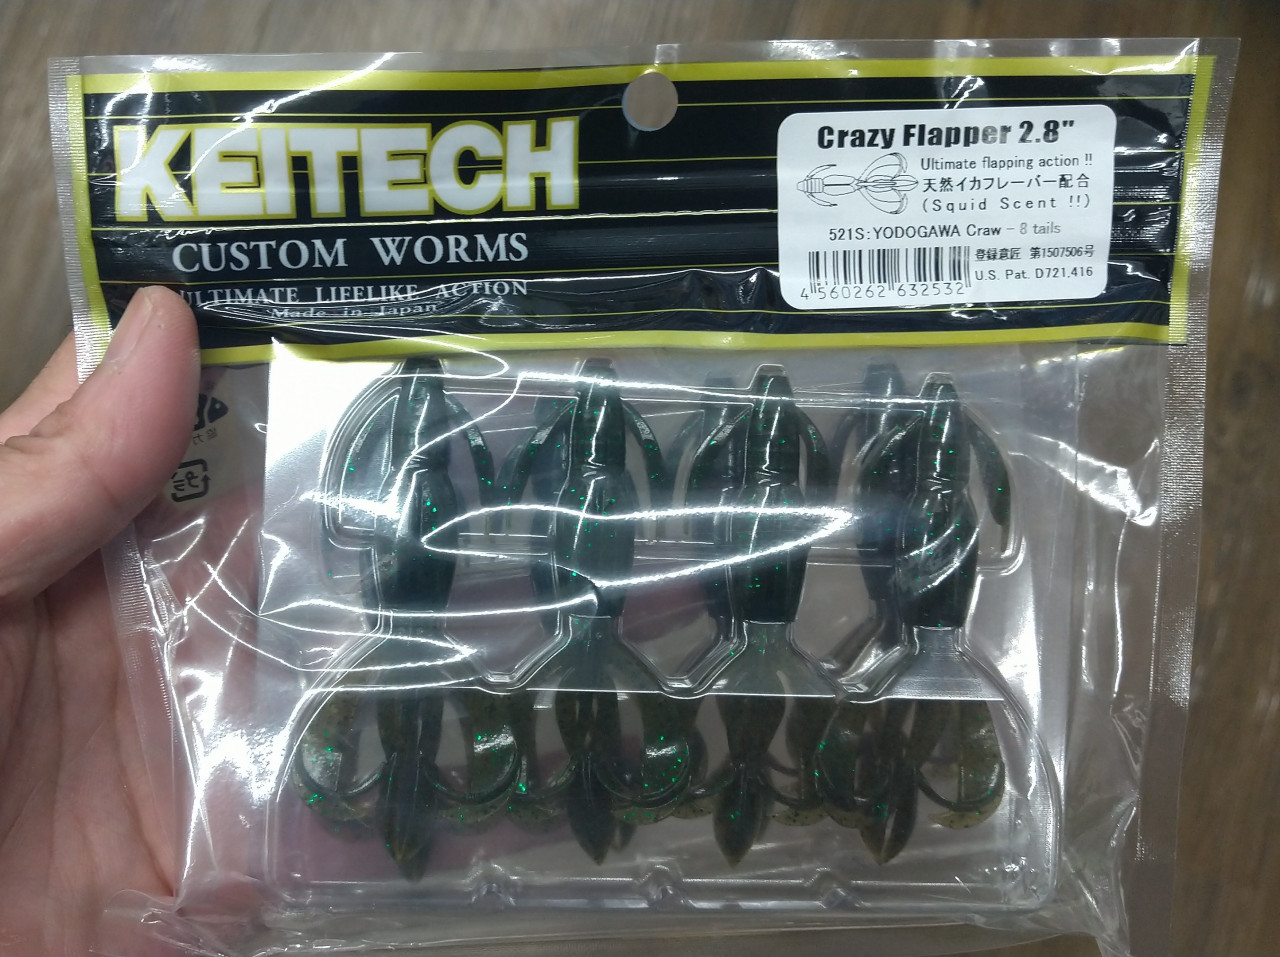 KEITECH
CUSTOM WORMS
ULTIMATE LIFELIKE ACTION
Made in Japan
Crazy Flapper 2.8"
Ultimate flapping action !!
天然イカフレーバー配合
(Squid Scent !!)
521S:YODOGAWA Craw - 8 tails
登録意匠 第1507506号
U.S. Pat. D721,416
4 560262 632532
プラ